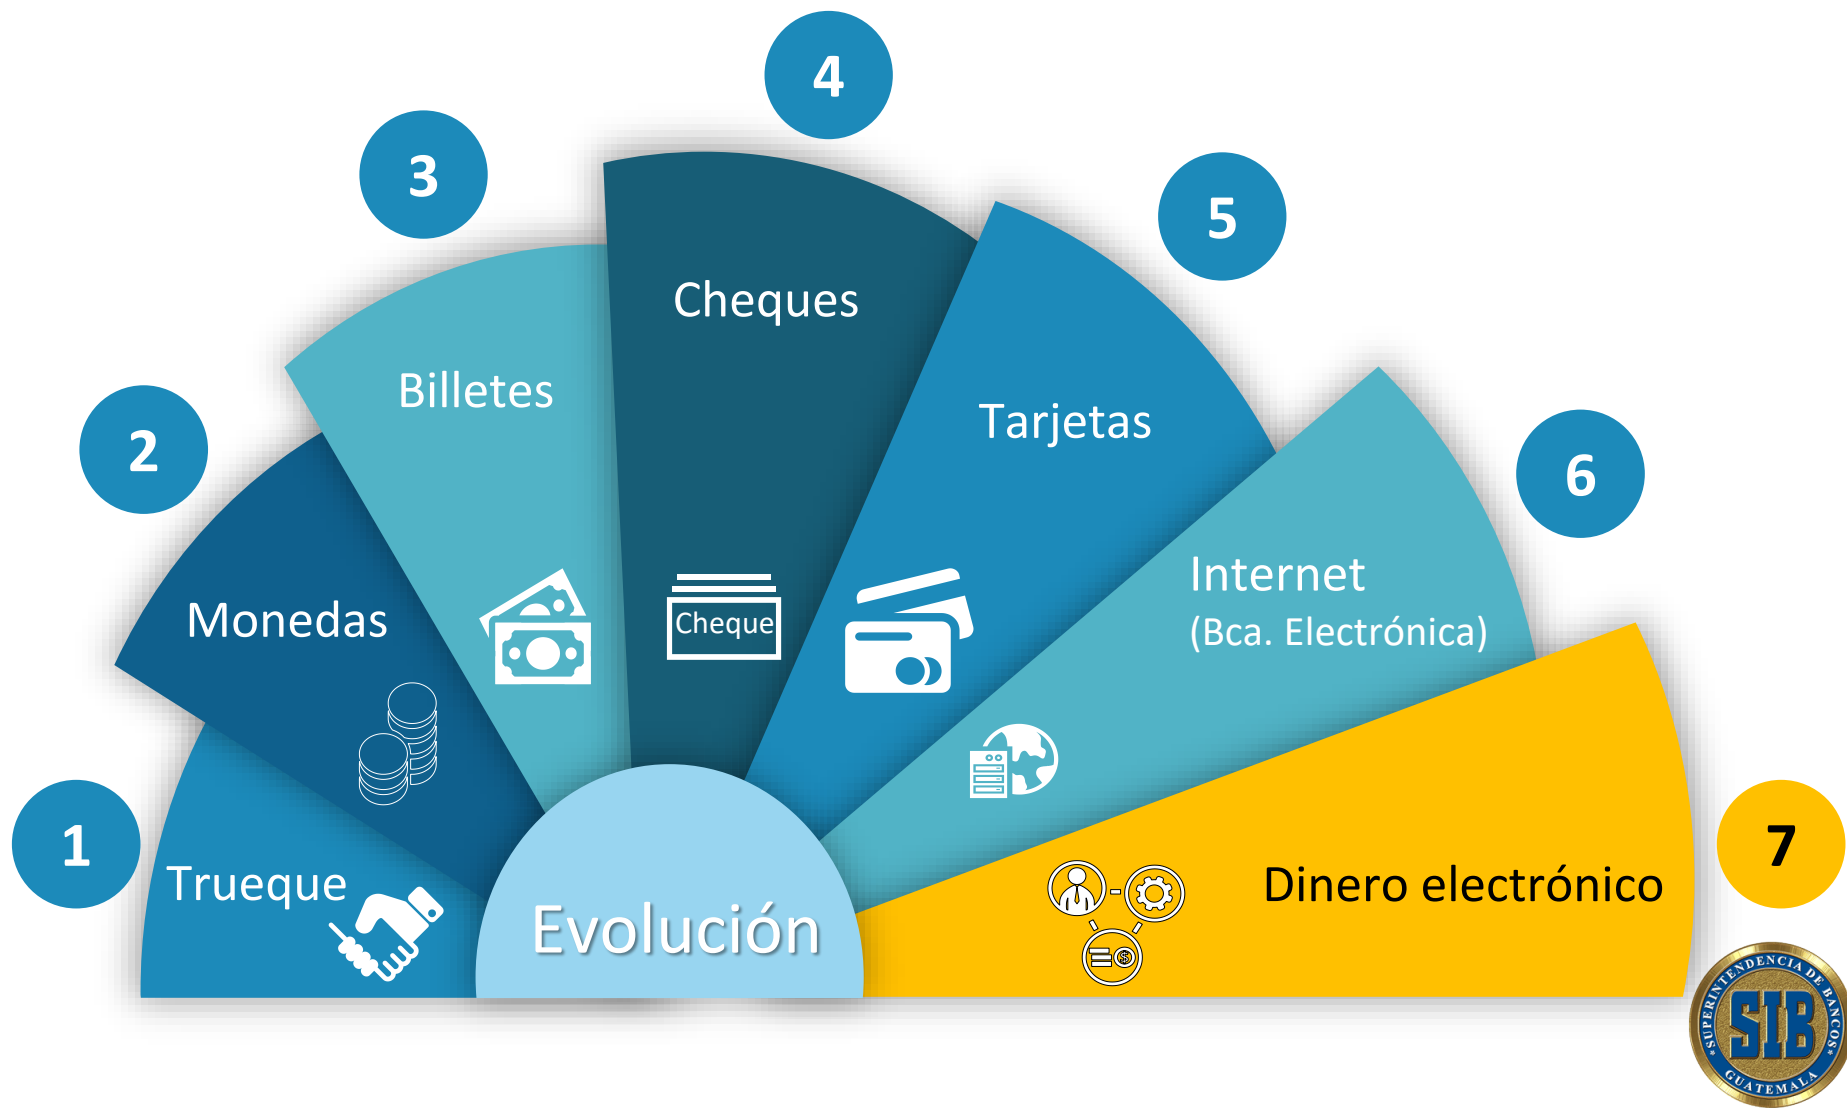 1
Trueque
2
Monedas
3
Billetes
4
Cheques
Cheque
5
Tarjetas
6
Internet
(Bca. Electrónica)
7
Dinero electrónico
$
Evolución
*SUPERINTENDENCIA DE BANCOS*
SIB
GUATEMALA